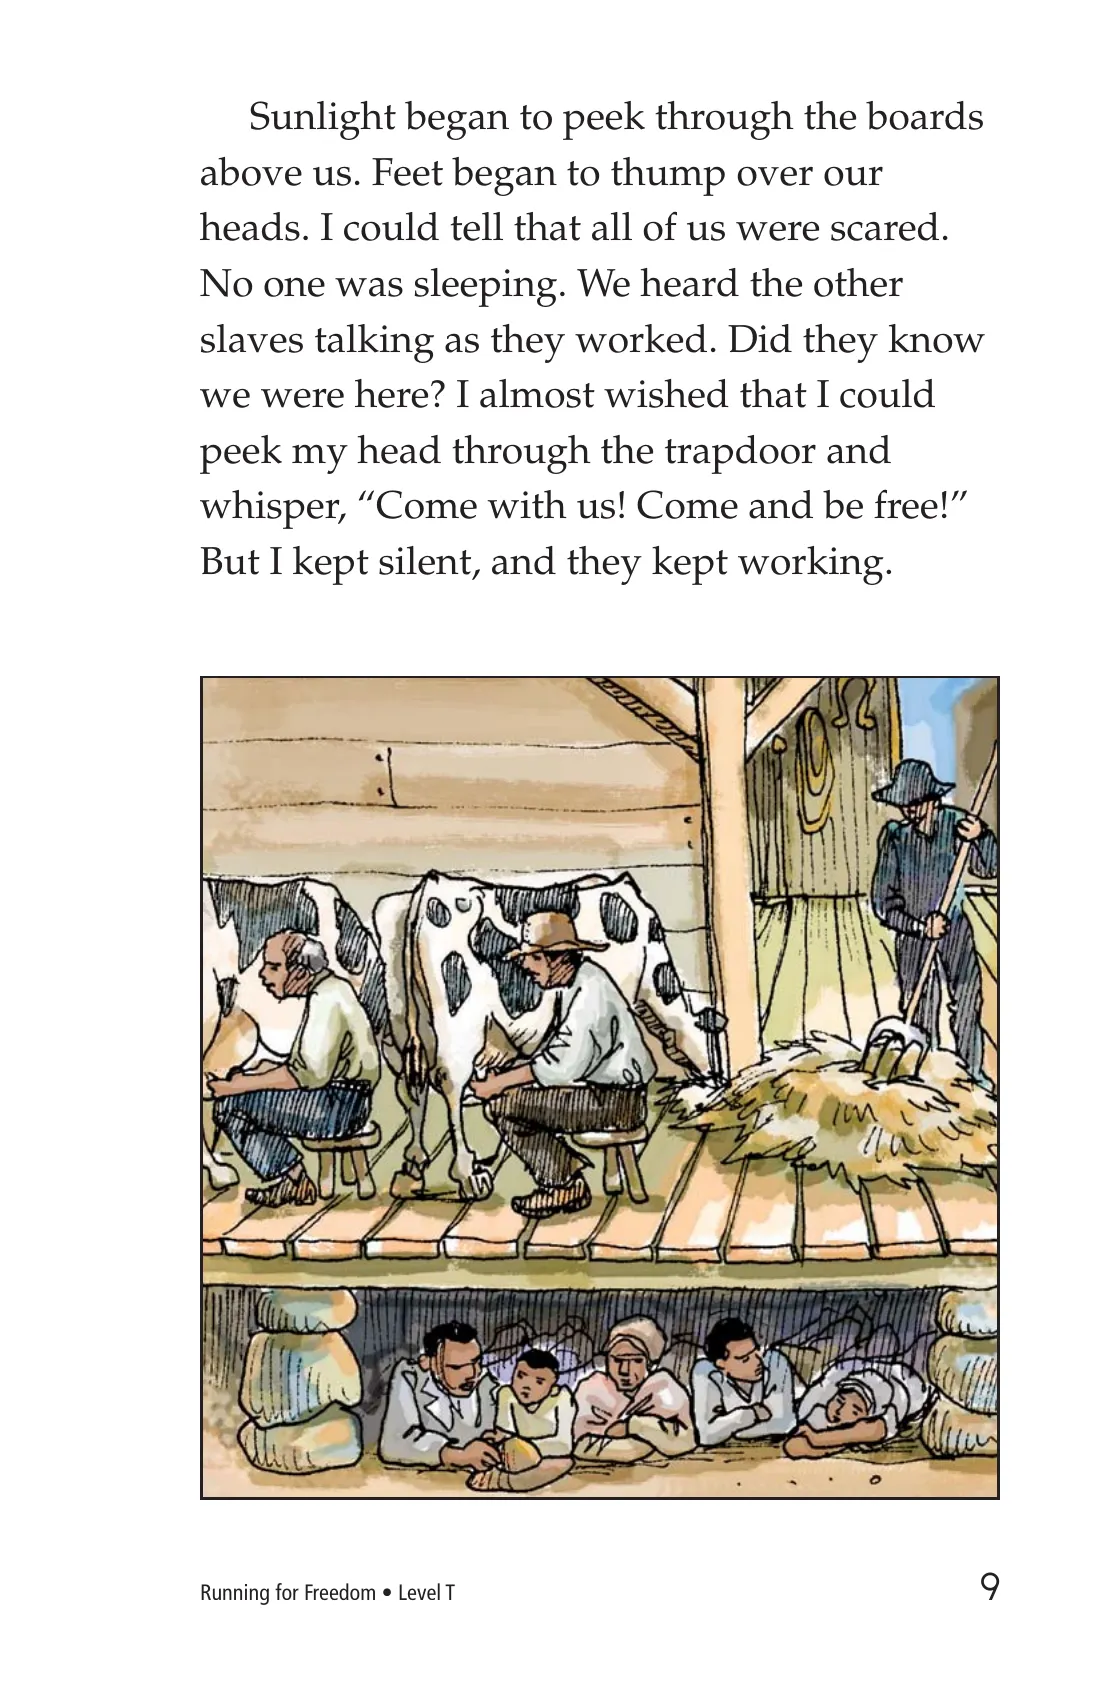 Sunlight began to peek through the boards
above us. Feet began to thump over our
heads. I could tell that all of us were scared.
No one was sleeping. We heard the other
slaves talking as they worked. Did they know
we were here? I almost wished that I could
peek my head through the trapdoor and
whisper, “Come with us! Come and be free!”
But I kept silent, and they kept working.
Running for Freedom • Level T
9